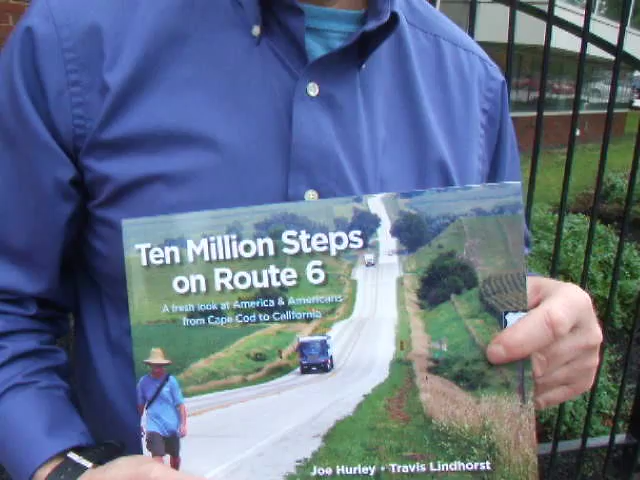 Ten Million Steps
on Route 6
A fresh look at America & Americans
from Cape Cod to California
Joe Hurley • Travis Lindhorst